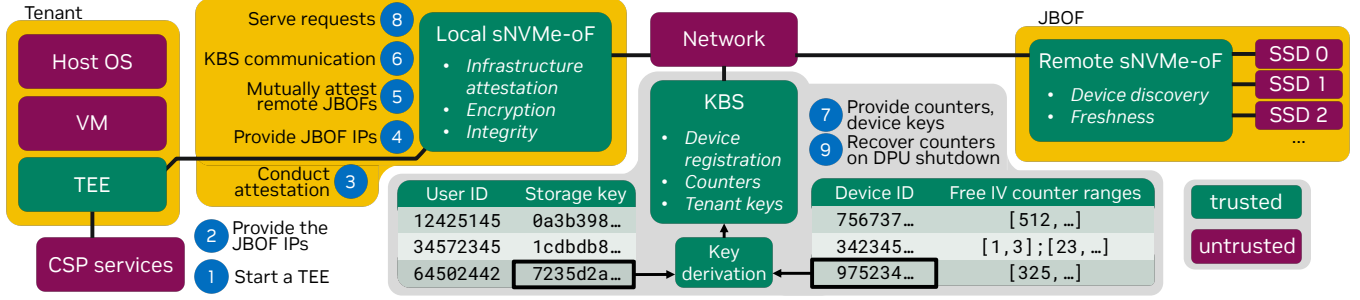 Tenant
Host OS
VM
TEE
CSP services
2 Provide the
JBOF IPs
1 Start a TEE
Serve requests 8
KBS communication 6
Mutually attest
remote JBOFs 5
Provide JBOF IPs 4
Conduct
attestation 3
Local sNVMe-oF
• Infrastructure
attestation
• Encryption
• Integrity
Network
KBS
• Device
registration
• Counters
• Tenant keys
7 Provide counters,
device keys
9 Recover counters
on DPU shutdown
JBOF
Remote sNVMe-oF
• Device discovery
• Freshness
SSD 0
SSD 1
SSD 2
...
User ID Storage key
12425145 0a3b398…
34572345 1cdbdb8…
64502442 7235d2a…
Key
derivation
Device ID Free IV counter ranges
756737… [512,…]
342345… [1,3];[23,…]
975234… [325,…]
trusted
untrusted